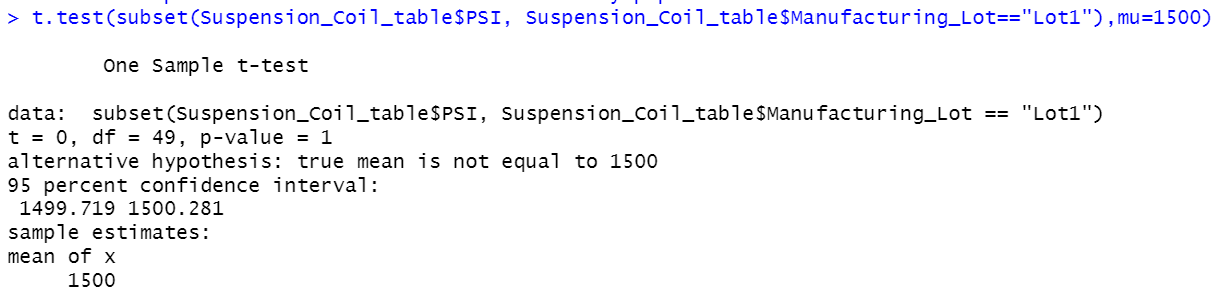 > t.test(subset(Suspension_Coil_table$PSI, Suspension_Coil_table$Manufacturing_Lot=="Lot1"),mu=1500)
One Sample t-test
data:  subset(Suspension_Coil_table$PSI, Suspension_Coil_table$Manufacturing_Lot == "Lot1")
t = 0, df = 49, p-value = 1
alternative hypothesis: true mean is not equal to 1500
95 percent confidence interval:
1499.719 1500.281
sample estimates:
mean of x
1500